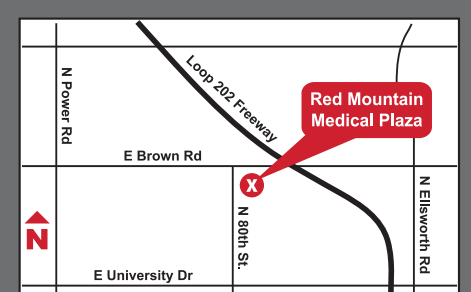 N Power Rd
Loop 202 Freeway
Red Mountain
Medical Plaza
E Brown Rd
X
N 80th St.
N Ellsworth Rd
N
E University Dr